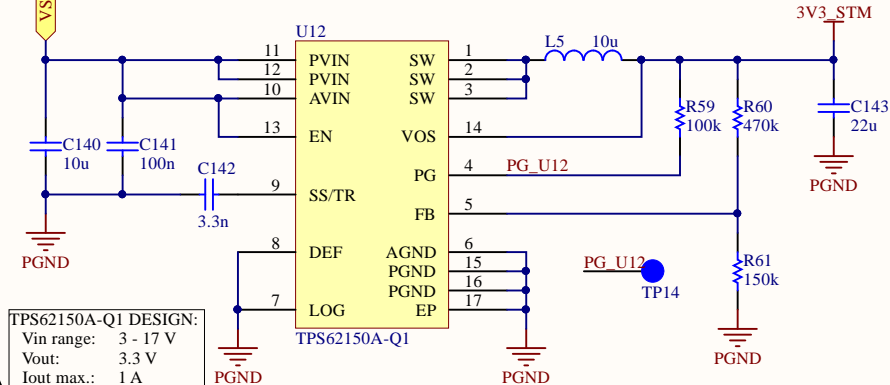 VS
3V3_STM
U12
L5 10u
11 PVIN SW 1
12 PVIN SW 2
10 AVIN SW 3
13 EN VOS 14
PG 4 PG_U12
9 SS/TR
FB 5
8 DEF AGND 6
PGND 15
PGND 16
7 LOG EP 17
TPS62150A-Q1
C140
10u
C141
100n
C142
3.3n
R59
100k
R60
470k
C143
22u
PGND
PG_U12
TP14
R61
150k
PGND
PGND
PGND
PGND
TPS62150A-Q1 DESIGN:
Vin range: 3 - 17 V
Vout: 3.3 V
Iout max.: 1 A